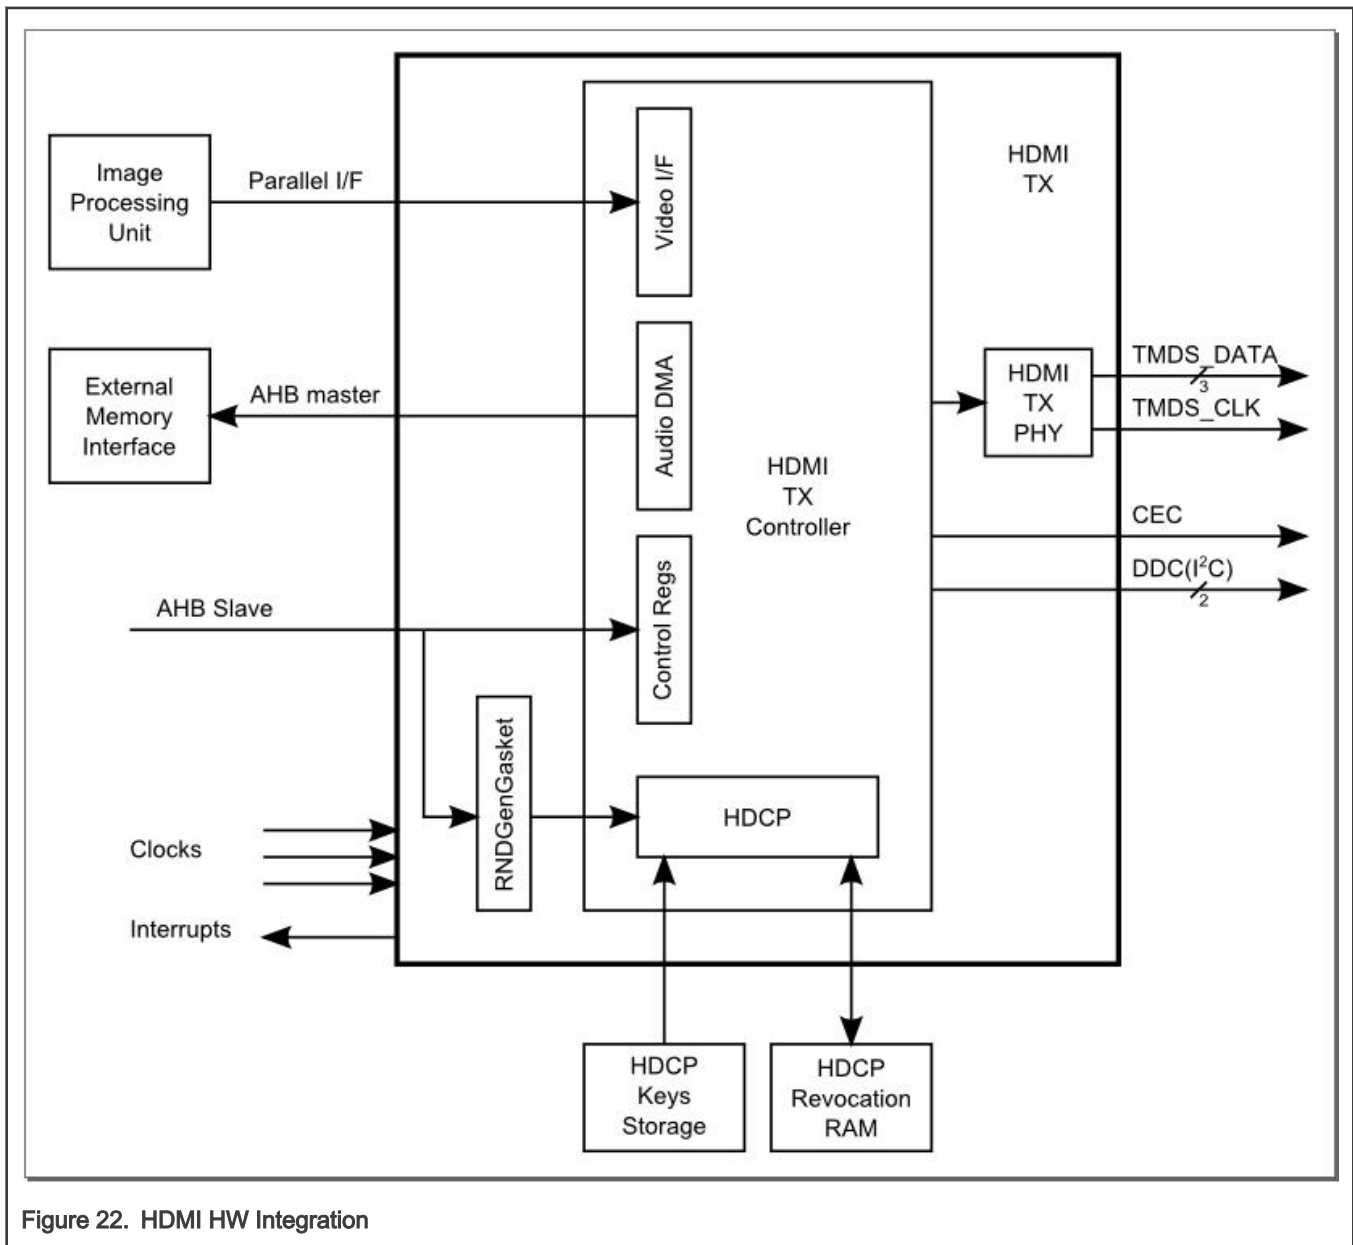 HDMI
TX
Image
Processing
Unit
Parallel I/F
Video I/F
External
Memory
Interface
AHB master
Audio DMA
HDMI
TX
Controller
HDMI
TX
PHY
TMDS_DATA
3
TMDS_CLK
CEC
DDC(I²C)
2
AHB Slave
Control Regs
RNDGenGasket
HDCP
Clocks
Interrupts
HDCP
Keys
Storage
HDCP
Revocation
RAM
Figure 22. HDMI HW Integration